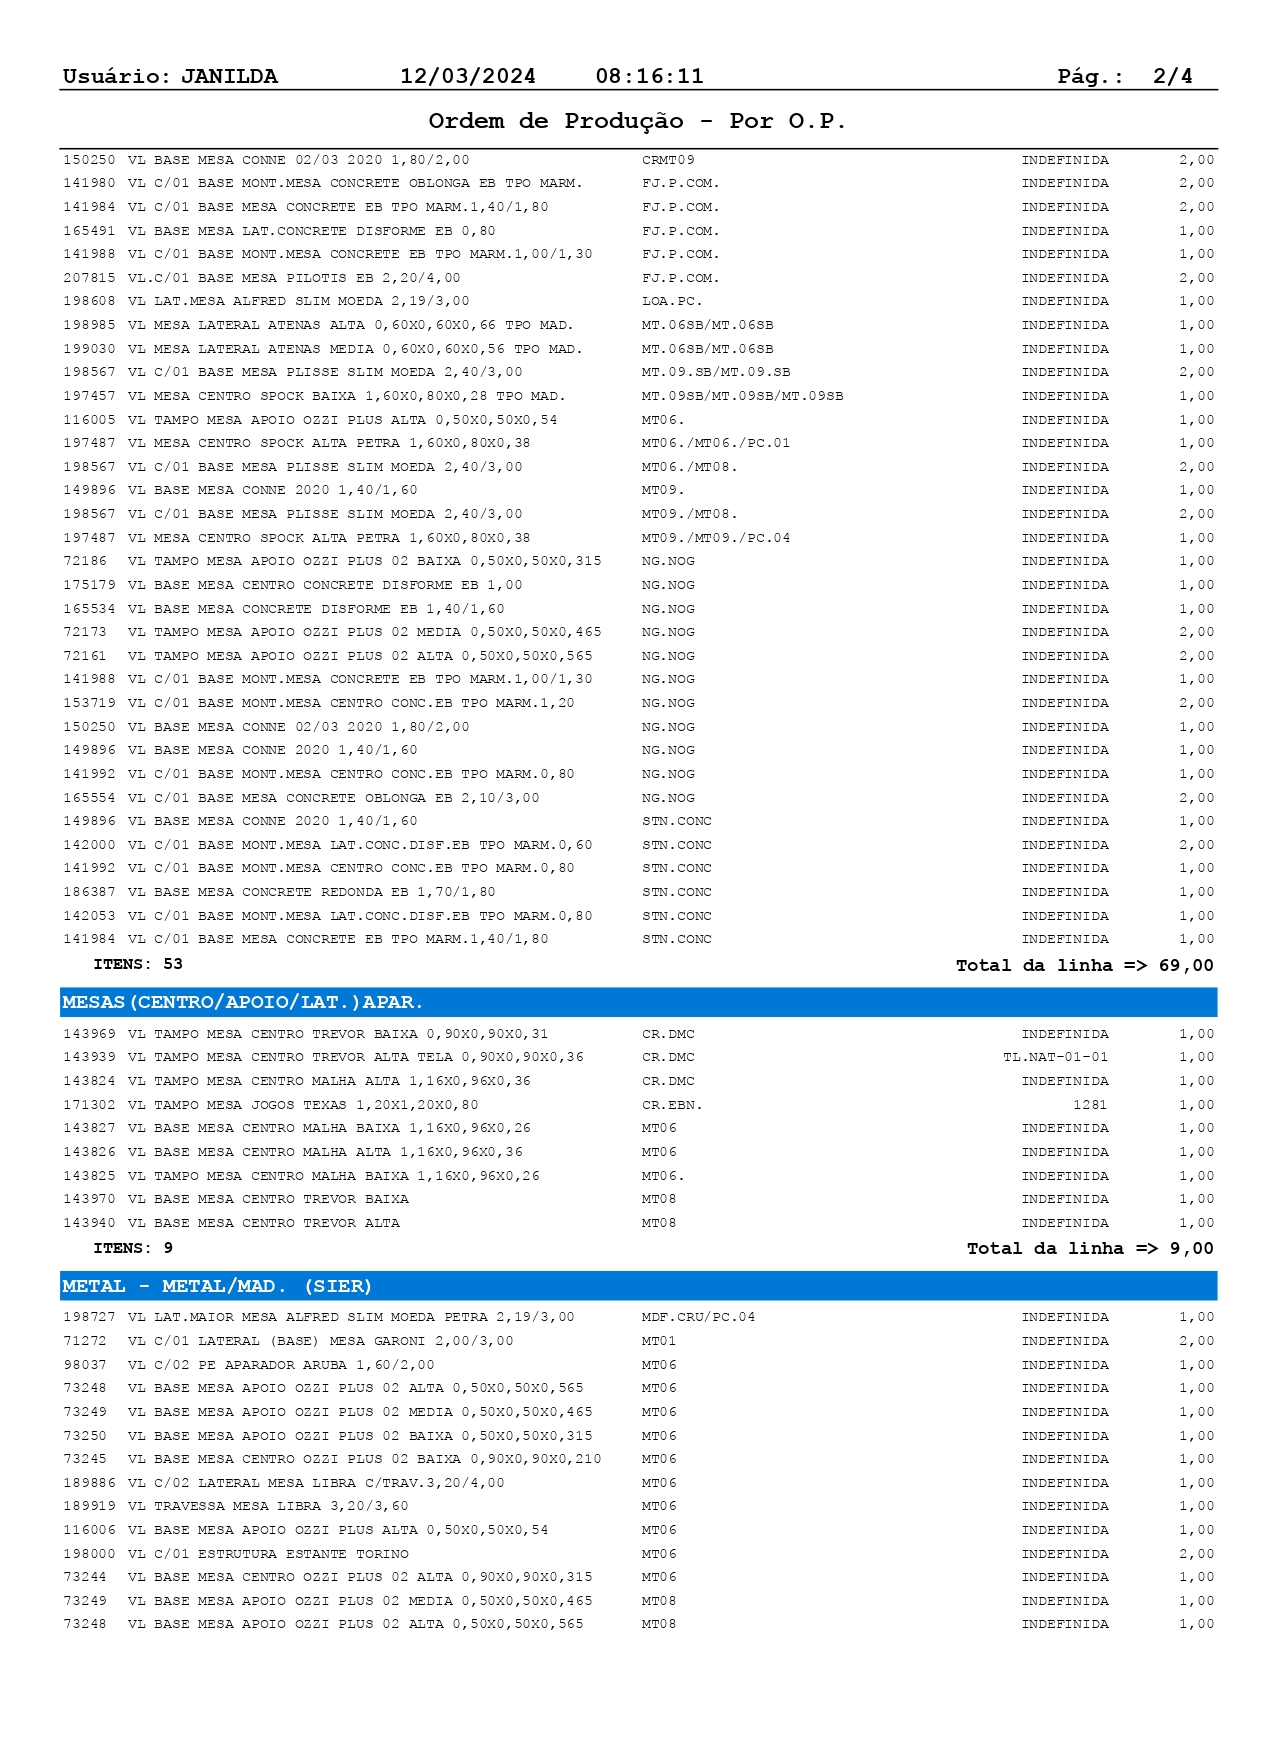 Usuário: JANILDA 12/03/2024 08:16:11 Pág.: 2/4
Ordem de Produção - Por O.P.
150250 VL BASE MESA CONNE 02/03 2020 1,80/2,00 CRMT09 INDEFINIDA 2,00
141980 VL C/01 BASE MONT.MESA CONCRETE OBLONGA EB TPO MARM. FJ.P.COM. INDEFINIDA 2,00
141984 VL C/01 BASE MESA CONCRETE EB TPO MARM.1,40/1,80 FJ.P.COM. INDEFINIDA 2,00
165491 VL BASE MESA LAT.CONCRETE DISFORME EB 0,80 FJ.P.COM. INDEFINIDA 1,00
141988 VL C/01 BASE MONT.MESA CONCRETE EB TPO MARM.1,00/1,30 FJ.P.COM. INDEFINIDA 1,00
207815 VL.C/01 BASE MESA PILOTIS EB 2,20/4,00 FJ.P.COM. INDEFINIDA 2,00
198608 VL LAT.MESA ALFRED SLIM MOEDA 2,19/3,00 LOA.PC. INDEFINIDA 1,00
198985 VL MESA LATERAL ATENAS ALTA 0,60X0,60X0,66 TPO MAD. MT.06SB/MT.06SB INDEFINIDA 1,00
199030 VL MESA LATERAL ATENAS MEDIA 0,60X0,60X0,56 TPO MAD. MT.06SB/MT.06SB INDEFINIDA 1,00
198567 VL C/01 BASE MESA PLISSE SLIM MOEDA 2,40/3,00 MT.09.SB/MT.09.SB INDEFINIDA 2,00
197457 VL MESA CENTRO SPOCK BAIXA 1,60X0,80X0,28 TPO MAD. MT.09SB/MT.09SB/MT.09SB INDEFINIDA 1,00
116005 VL TAMPO MESA APOIO OZZI PLUS ALTA 0,50X0,50X0,54 MT06. INDEFINIDA 1,00
197487 VL MESA CENTRO SPOCK ALTA PETRA 1,60X0,80X0,38 MT06./MT06./PC.01 INDEFINIDA 1,00
198567 VL C/01 BASE MESA PLISSE SLIM MOEDA 2,40/3,00 MT06./MT08. INDEFINIDA 2,00
149896 VL BASE MESA CONNE 2020 1,40/1,60 MT09. INDEFINIDA 1,00
198567 VL C/01 BASE MESA PLISSE SLIM MOEDA 2,40/3,00 MT09./MT08. INDEFINIDA 2,00
197487 VL MESA CENTRO SPOCK ALTA PETRA 1,60X0,80X0,38 MT09./MT09./PC.04 INDEFINIDA 1,00
72186 VL TAMPO MESA APOIO OZZI PLUS 02 BAIXA 0,50X0,50X0,315 NG.NOG INDEFINIDA 1,00
175179 VL BASE MESA CENTRO CONCRETE DISFORME EB 1,00 NG.NOG INDEFINIDA 1,00
165534 VL BASE MESA CONCRETE DISFORME EB 1,40/1,60 NG.NOG INDEFINIDA 1,00
72173 VL TAMPO MESA APOIO OZZI PLUS 02 MEDIA 0,50X0,50X0,465 NG.NOG INDEFINIDA 2,00
72161 VL TAMPO MESA APOIO OZZI PLUS 02 ALTA 0,50X0,50X0,565 NG.NOG INDEFINIDA 2,00
141988 VL C/01 BASE MONT.MESA CONCRETE EB TPO MARM.1,00/1,30 NG.NOG INDEFINIDA 1,00
153719 VL C/01 BASE MONT.MESA CENTRO CONC.EB TPO MARM.1,20 NG.NOG INDEFINIDA 2,00
150250 VL BASE MESA CONNE 02/03 2020 1,80/2,00 NG.NOG INDEFINIDA 1,00
149896 VL BASE MESA CONNE 2020 1,40/1,60 NG.NOG INDEFINIDA 1,00
141992 VL C/01 BASE MONT.MESA CENTRO CONC.EB TPO MARM.0,80 NG.NOG INDEFINIDA 1,00
165554 VL C/01 BASE MESA CONCRETE OBLONGA EB 2,10/3,00 NG.NOG INDEFINIDA 2,00
149896 VL BASE MESA CONNE 2020 1,40/1,60 STN.CONC INDEFINIDA 1,00
142000 VL C/01 BASE MONT.MESA LAT.CONC.DISF.EB TPO MARM.0,60 STN.CONC INDEFINIDA 2,00
141992 VL C/01 BASE MONT.MESA CENTRO CONC.EB TPO MARM.0,80 STN.CONC INDEFINIDA 1,00
186387 VL BASE MESA CONCRETE REDONDA EB 1,70/1,80 STN.CONC INDEFINIDA 1,00
142053 VL C/01 BASE MONT.MESA LAT.CONC.DISF.EB TPO MARM.0,80 STN.CONC INDEFINIDA 1,00
141984 VL C/01 BASE MESA CONCRETE EB TPO MARM.1,40/1,80 STN.CONC INDEFINIDA 1,00
ITENS: 53 Total da linha => 69,00
MESAS(CENTRO/APOIO/LAT.)APAR.
143969 VL TAMPO MESA CENTRO TREVOR BAIXA 0,90X0,90X0,31 CR.DMC INDEFINIDA 1,00
143939 VL TAMPO MESA CENTRO TREVOR ALTA TELA 0,90X0,90X0,36 CR.DMC TL.NAT-01-01 1,00
143824 VL TAMPO MESA CENTRO MALHA ALTA 1,16X0,96X0,36 CR.DMC INDEFINIDA 1,00
171302 VL TAMPO MESA JOGOS TEXAS 1,20X1,20X0,80 CR.EBN. 1281 1,00
143827 VL BASE MESA CENTRO MALHA BAIXA 1,16X0,96X0,26 MT06 INDEFINIDA 1,00
143826 VL BASE MESA CENTRO MALHA ALTA 1,16X0,96X0,36 MT06 INDEFINIDA 1,00
143825 VL TAMPO MESA CENTRO MALHA BAIXA 1,16X0,96X0,26 MT06. INDEFINIDA 1,00
143970 VL BASE MESA CENTRO TREVOR BAIXA MT08 INDEFINIDA 1,00
143940 VL BASE MESA CENTRO TREVOR ALTA MT08 INDEFINIDA 1,00
ITENS: 9 Total da linha => 9,00
METAL - METAL/MAD. (SIER)
198727 VL LAT.MAIOR MESA ALFRED SLIM MOEDA PETRA 2,19/3,00 MDF.CRU/PC.04 INDEFINIDA 1,00
71272 VL C/01 LATERAL (BASE) MESA GARONI 2,00/3,00 MT01 INDEFINIDA 2,00
98037 VL C/02 PE APARADOR ARUBA 1,60/2,00 MT06 INDEFINIDA 1,00
73248 VL BASE MESA APOIO OZZI PLUS 02 ALTA 0,50X0,50X0,565 MT06 INDEFINIDA 1,00
73249 VL BASE MESA APOIO OZZI PLUS 02 MEDIA 0,50X0,50X0,465 MT06 INDEFINIDA 1,00
73250 VL BASE MESA APOIO OZZI PLUS 02 BAIXA 0,50X0,50X0,315 MT06 INDEFINIDA 1,00
73245 VL BASE MESA CENTRO OZZI PLUS 02 BAIXA 0,90X0,90X0,210 MT06 INDEFINIDA 1,00
189886 VL C/02 LATERAL MESA LIBRA C/TRAV.3,20/4,00 MT06 INDEFINIDA 1,00
189919 VL TRAVESSA MESA LIBRA 3,20/3,60 MT06 INDEFINIDA 1,00
116006 VL BASE MESA APOIO OZZI PLUS ALTA 0,50X0,50X0,54 MT06 INDEFINIDA 1,00
198000 VL C/01 ESTRUTURA ESTANTE TORINO MT06 INDEFINIDA 2,00
73244 VL BASE MESA CENTRO OZZI PLUS 02 ALTA 0,90X0,90X0,315 MT06 INDEFINIDA 1,00
73249 VL BASE MESA APOIO OZZI PLUS 02 MEDIA 0,50X0,50X0,465 MT08 INDEFINIDA 1,00
73248 VL BASE MESA APOIO OZZI PLUS 02 ALTA 0,50X0,50X0,565 MT08 INDEFINIDA 1,00